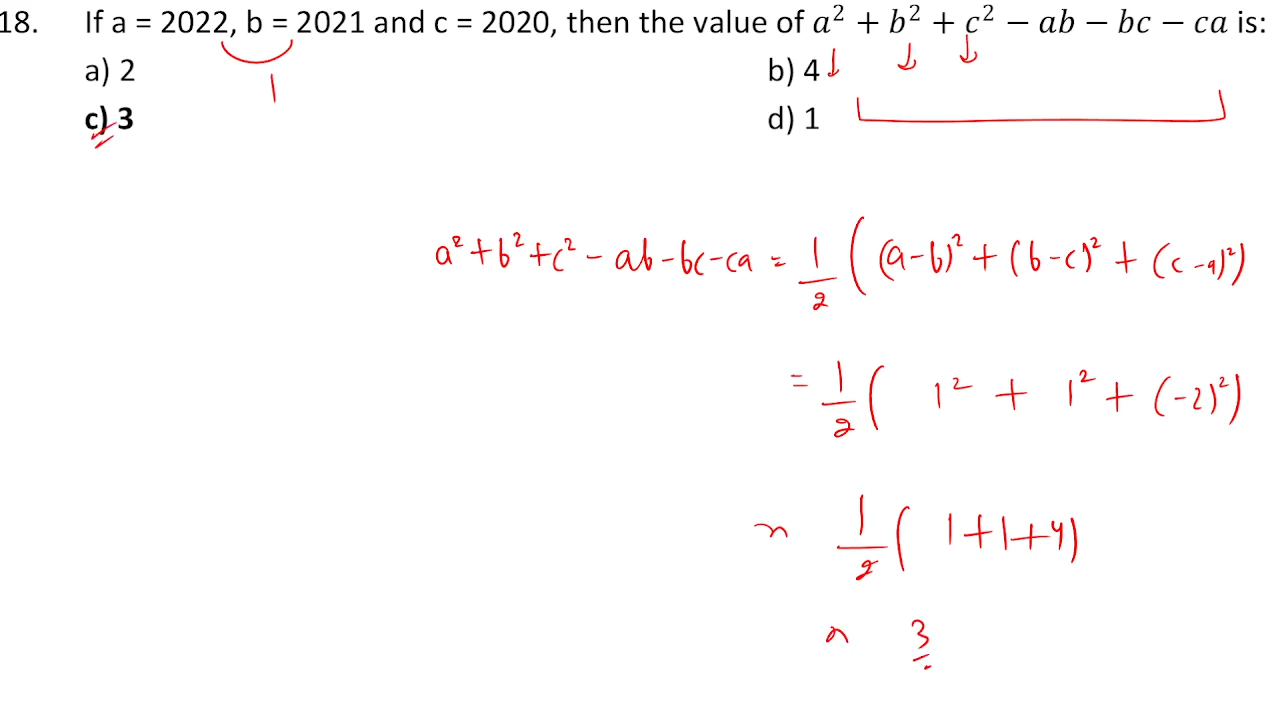 18. If a = 2022, b = 2021 and c = 2020, then the value of a² + b² + c² − ab − bc − ca is:
a) 2 b) 4
1
c) 3 d) 1
a²+b²+c² − ab − bc − ca = 1/2 ( (a−b)² + (b−c)² + (c−a)²)
= 1/2 ( 1² + 1² + (−2)²)
1/2 ( 1+1+4)
3